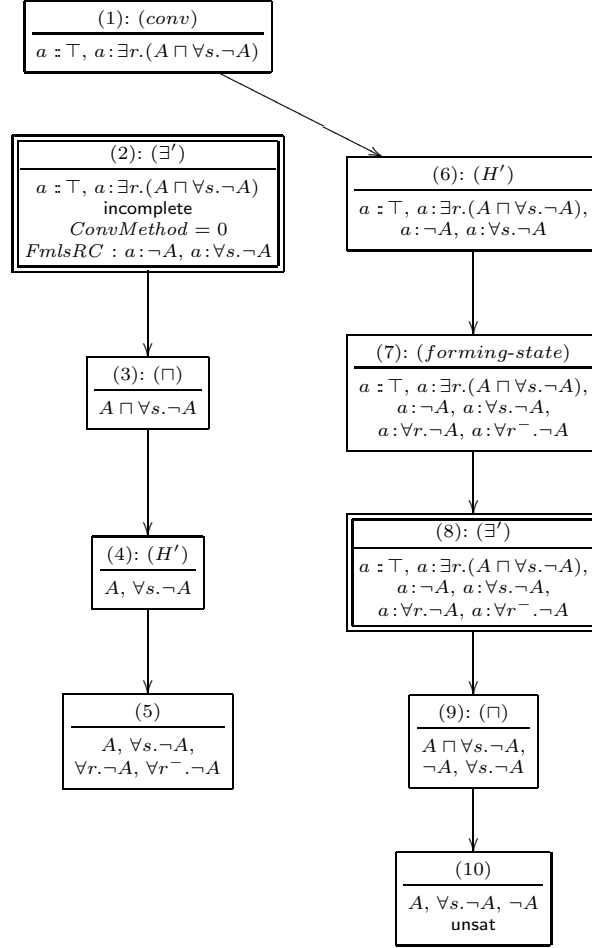 (1): (conv)
a :: ⊤, a:∃r.(A ⊓ ∀s.¬A)
(2): (∃′)
a :: ⊤, a:∃r.(A ⊓ ∀s.¬A)
incomplete
ConvMethod = 0
FmlsRC : a:¬A, a:∀s.¬A
(3): (⊓)
A ⊓ ∀s.¬A
(4): (H′)
A, ∀s.¬A
(5)
A, ∀s.¬A,
∀r.¬A, ∀r⁻.¬A
(6): (H′)
a :: ⊤, a:∃r.(A ⊓ ∀s.¬A),
a:¬A, a:∀s.¬A
(7): (forming-state)
a :: ⊤, a:∃r.(A ⊓ ∀s.¬A),
a:¬A, a:∀s.¬A,
a:∀r.¬A, a:∀r⁻.¬A
(8): (∃′)
a :: ⊤, a:∃r.(A ⊓ ∀s.¬A),
a:¬A, a:∀s.¬A,
a:∀r.¬A, a:∀r⁻.¬A
(9): (⊓)
A ⊓ ∀s.¬A,
¬A, ∀s.¬A
(10)
A, ∀s.¬A, ¬A
unsat